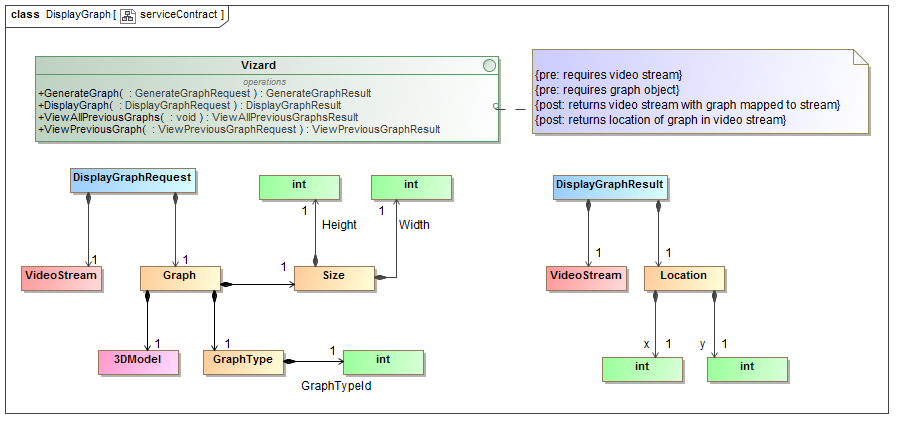 class DisplayGraph [ serviceContract ]
Vizard
operations
+GenerateGraph( : GenerateGraphRequest ) : GenerateGraphResult
+DisplayGraph( : DisplayGraphRequest ) : DisplayGraphResult
+ViewAllPreviousGraphs( : void ) : ViewAllPreviousGraphsResult
+ViewPreviousGraph( : ViewPreviousGraphRequest ) : ViewPreviousGraphResult
{pre: requires video stream}
{pre: requires graph object}
{post: returns video stream with graph mapped to stream}
{post: returns location of graph in video stream}
DisplayGraphRequest
int
int
DisplayGraphResult
1
1
Height
Width
1
1
1
1
1
VideoStream
Graph
Size
VideoStream
Location
1
1
1
x
1
y
1
3DModel
GraphType
int
int
int
GraphTypeId